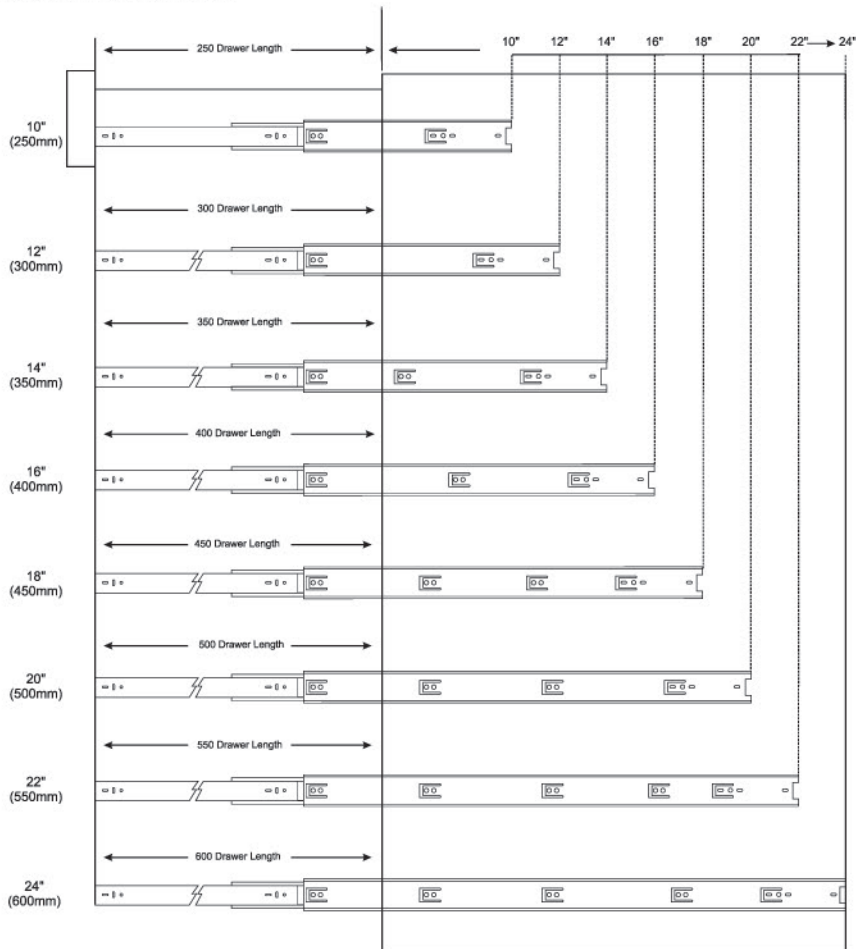 250 Drawer Length
10" 12" 14" 16" 18" 20" 22" 24"
10"
(250mm)
300 Drawer Length
12"
(300mm)
350 Drawer Length
14"
(350mm)
400 Drawer Length
16"
(400mm)
450 Drawer Length
18"
(450mm)
500 Drawer Length
20"
(500mm)
550 Drawer Length
22"
(550mm)
600 Drawer Length
24"
(600mm)